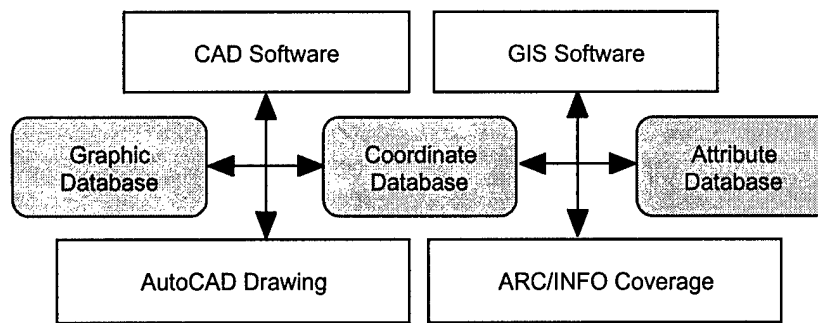 CAD Software
GIS Software
Graphic
Database
Coordinate
Database
Attribute
Database
AutoCAD Drawing
ARC/INFO Coverage